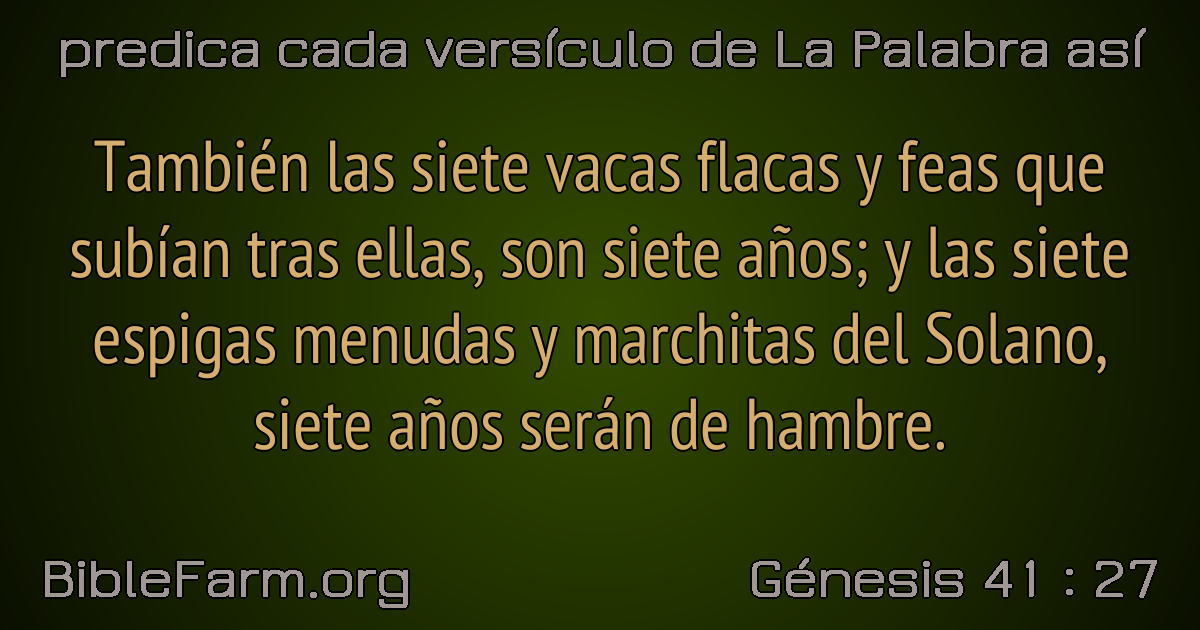 predica cada versículo de La Palabra así
También las siete vacas flacas y feas que
subían tras ellas, son siete años; y las siete
espigas menudas y marchitas del Solano,
siete años serán de hambre.
BibleFarm.org
Génesis 41 : 27